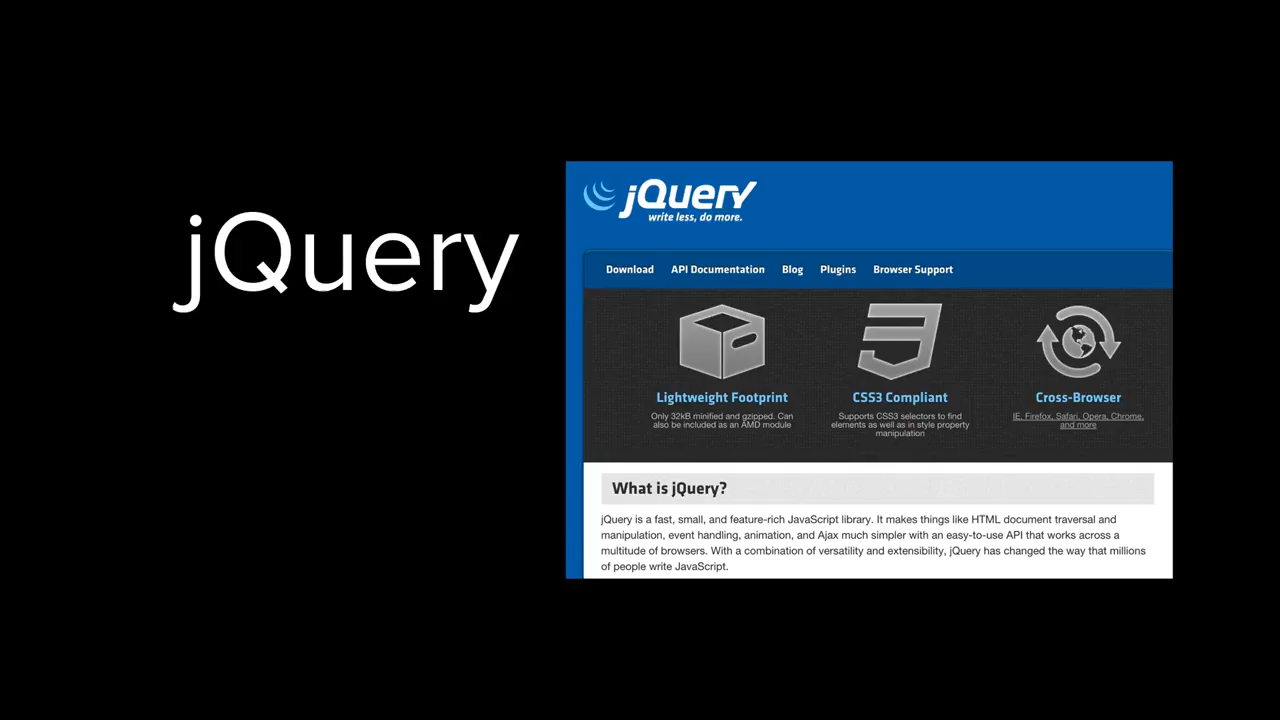 jQuery
jQuery
write less, do more.
Download API Documentation Blog Plugins Browser Support
Lightweight Footprint
Only 32kB minified and gzipped. Can
also be included as an AMD module
CSS3 Compliant
Supports CSS3 selectors to find
elements as well as in style property
manipulation
Cross-Browser
IE, Firefox, Safari, Opera, Chrome,
and more
What is jQuery?
jQuery is a fast, small, and feature-rich JavaScript library. It makes things like HTML document traversal and
manipulation, event handling, animation, and Ajax much simpler with an easy-to-use API that works across a
multitude of browsers. With a combination of versatility and extensibility, jQuery has changed the way that millions
of people write JavaScript.